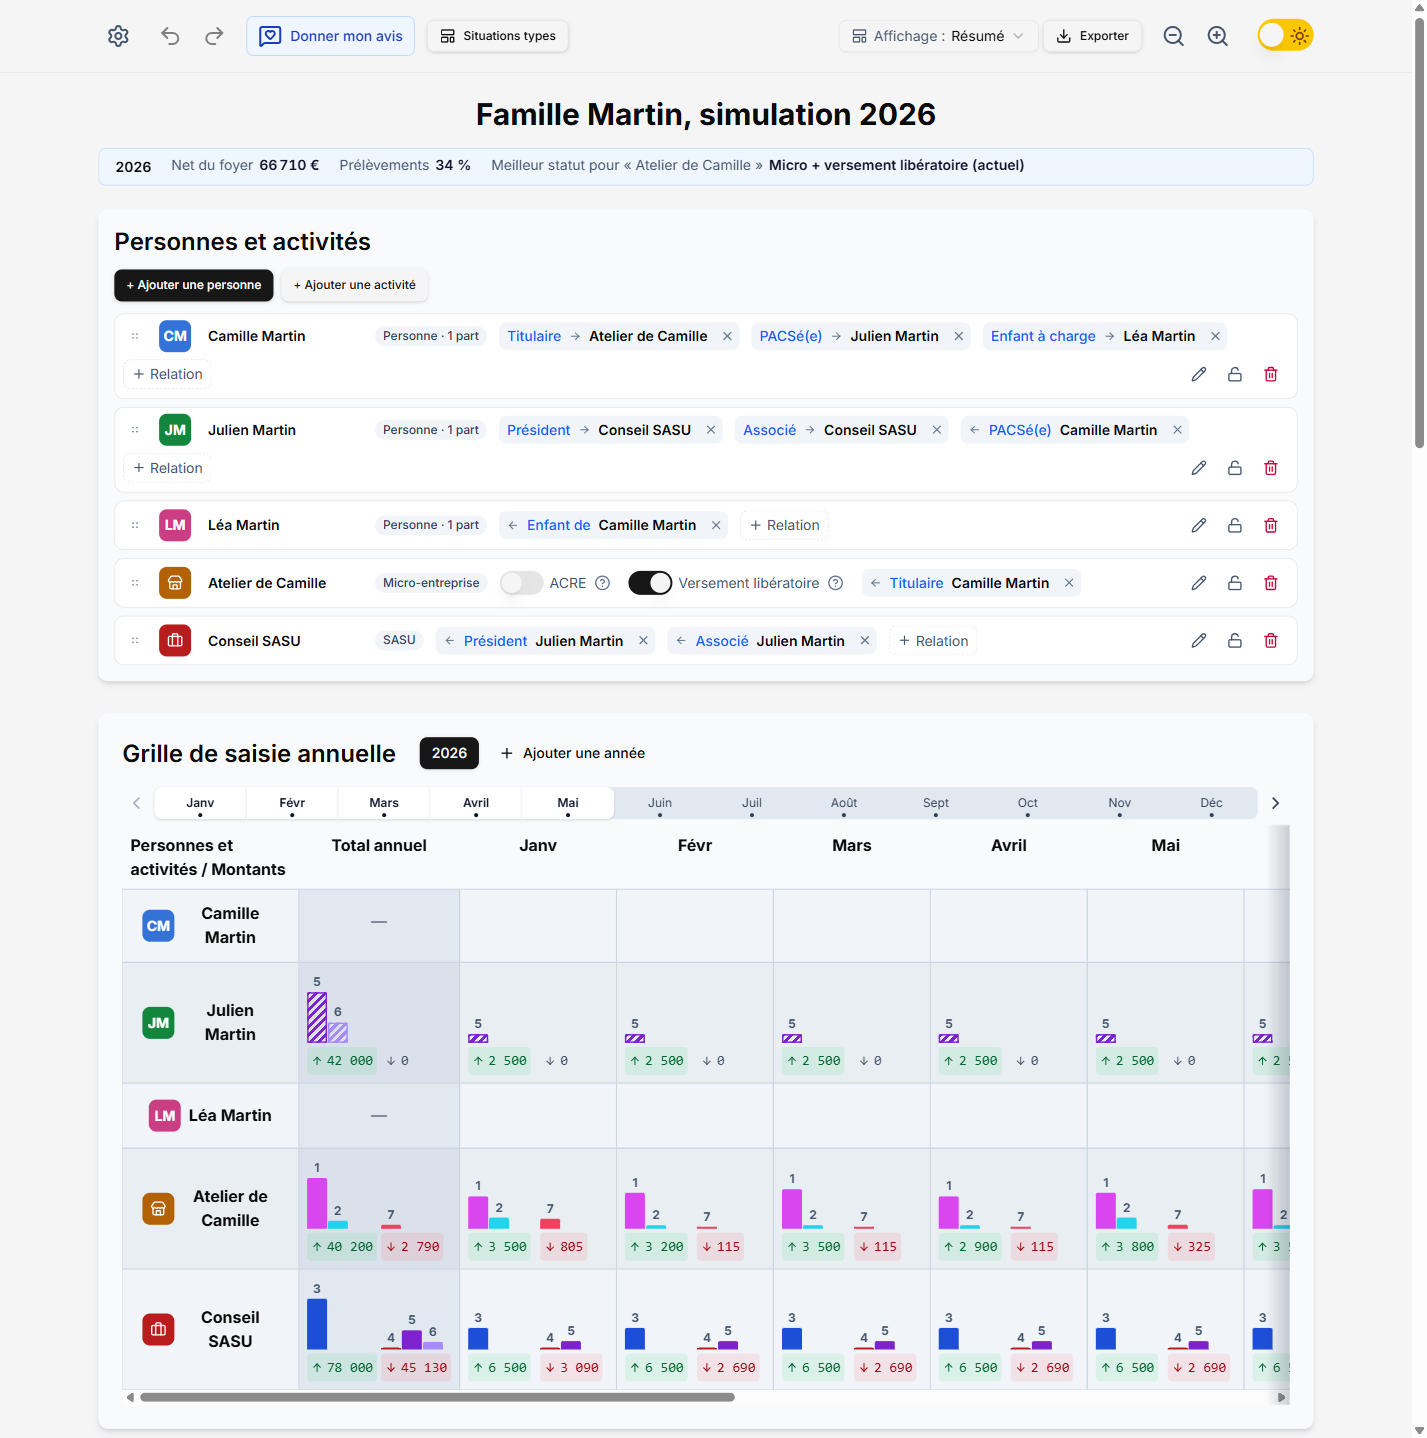 Donner mon avis
Situations types
Affichage : Résumé
Exporter
Famille Martin, simulation 2026
2026 Net du foyer 66 710 € Prélèvements 34 % Meilleur statut pour « Atelier de Camille » Micro + versement libératoire (actuel)
Personnes et activités
+ Ajouter une personne + Ajouter une activité
CM Camille Martin Personne · 1 part Titulaire → Atelier de Camille × PACSé(e) → Julien Martin × Enfant à charge → Léa Martin ×
+ Relation
JM Julien Martin Personne · 1 part Président → Conseil SASU × Associé → Conseil SASU × ← PACSé(e) Camille Martin ×
+ Relation
LM Léa Martin Personne · 1 part ← Enfant de Camille Martin × + Relation
Atelier de Camille Micro-entreprise ACRE ? Versement libératoire ? ← Titulaire Camille Martin ×
Conseil SASU SASU ← Président Julien Martin × ← Associé Julien Martin × + Relation
Grille de saisie annuelle 2026 + Ajouter une année
Janv Févr Mars Avril Mai Juin Juil Août Sept Oct Nov Déc
Personnes et activités / Montants Total annuel Janv Févr Mars Avril Mai
CM Camille Martin —
JM Julien Martin
5 6 5 5 5 5 5 5
↑ 42 000 ↓ 0 ↑ 2 500 ↓ 0 ↑ 2 500 ↓ 0 ↑ 2 500 ↓ 0 ↑ 2 500 ↓ 0 ↑ 2 500 ↓ 0 ↑ 2
LM Léa Martin —
Atelier de Camille
1 2 7 1 2 7 1 2 7 1 2 7 1 2 7 1 2 7 1 2
↑ 40 200 ↓ 2 790 ↑ 3 500 ↓ 805 ↑ 3 200 ↓ 115 ↑ 3 500 ↓ 115 ↑ 2 900 ↓ 115 ↑ 3 800 ↓ 325 ↑ 3
Conseil SASU
3 4 5 6 3 4 5 3 4 5 3 4 5 3 4 5 3 4 5 3
↑ 78 000 ↓ 45 130 ↑ 6 500 ↓ 3 090 ↑ 6 500 ↓ 2 690 ↑ 6 500 ↓ 2 690 ↑ 6 500 ↓ 2 690 ↑ 6 500 ↓ 2 690 ↑ 6